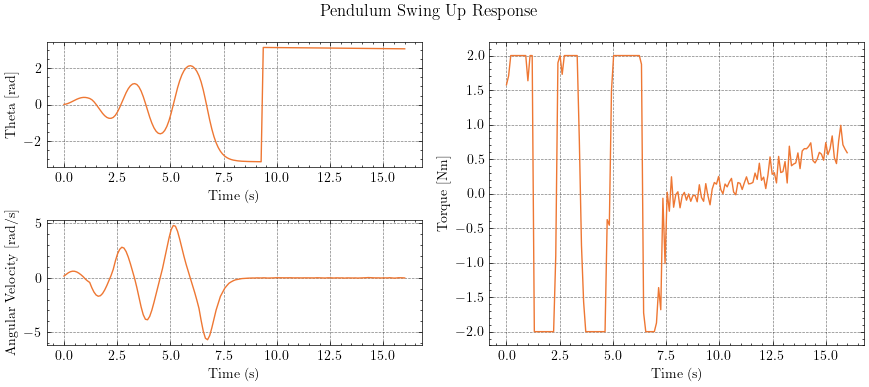 Pendulum Swing Up Response
Theta [rad]
2
0
−2
0.0 2.5 5.0 7.5 10.0 12.5 15.0
Time (s)
Angular Velocity [rad/s]
5
0
−5
0.0 2.5 5.0 7.5 10.0 12.5 15.0
Time (s)
Torque [Nm]
2.0
1.5
1.0
0.5
0.0
−0.5
−1.0
−1.5
−2.0
0.0 2.5 5.0 7.5 10.0 12.5 15.0
Time (s)